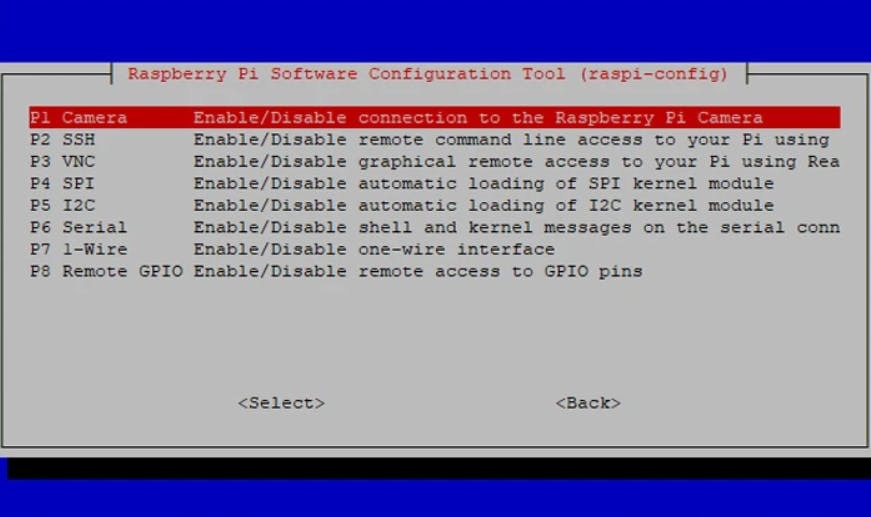 Raspberry Pi Software Configuration Tool (raspi-config)
P1 Camera Enable/Disable connection to the Raspberry Pi Camera
P2 SSH Enable/Disable remote command line access to your Pi using
P3 VNC Enable/Disable graphical remote access to your Pi using Rea
P4 SPI Enable/Disable automatic loading of SPI kernel module
P5 I2C Enable/Disable automatic loading of I2C kernel module
P6 Serial Enable/Disable shell and kernel messages on the serial conn
P7 1-Wire Enable/Disable one-wire interface
P8 Remote GPIO Enable/Disable remote access to GPIO pins
<Select> <Back>